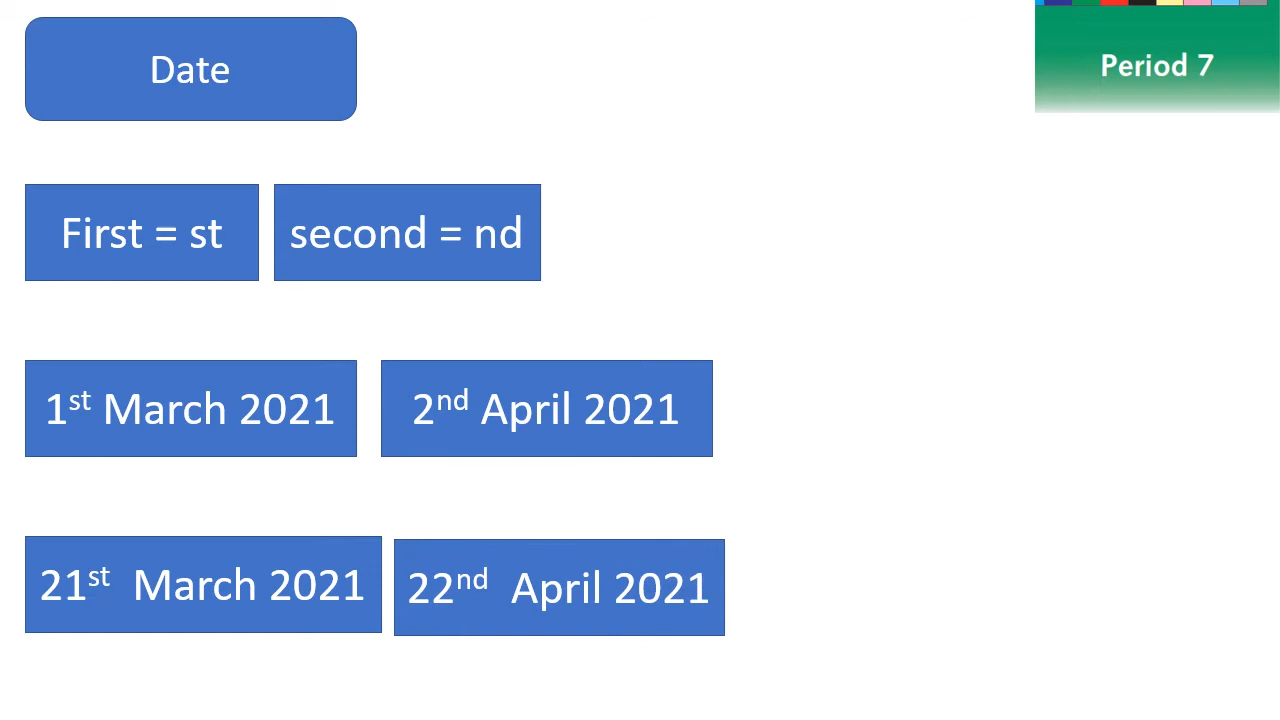 Date
Period 7
First = st
second = nd
1st March 2021
2nd April 2021
21st March 2021
22nd April 2021